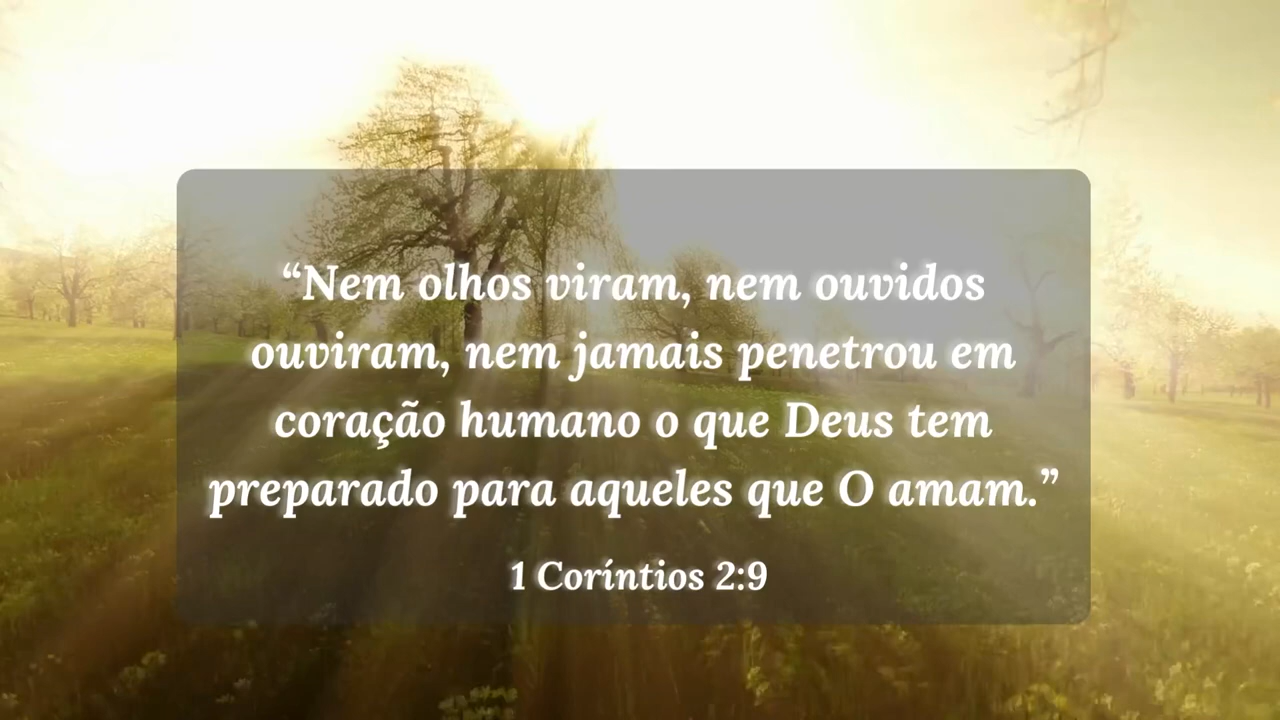 “Nem olhos viram, nem ouvidos
ouviram, nem jamais penetrou em
coração humano o que Deus tem
preparado para aqueles que O amam.”
1 Coríntios 2:9